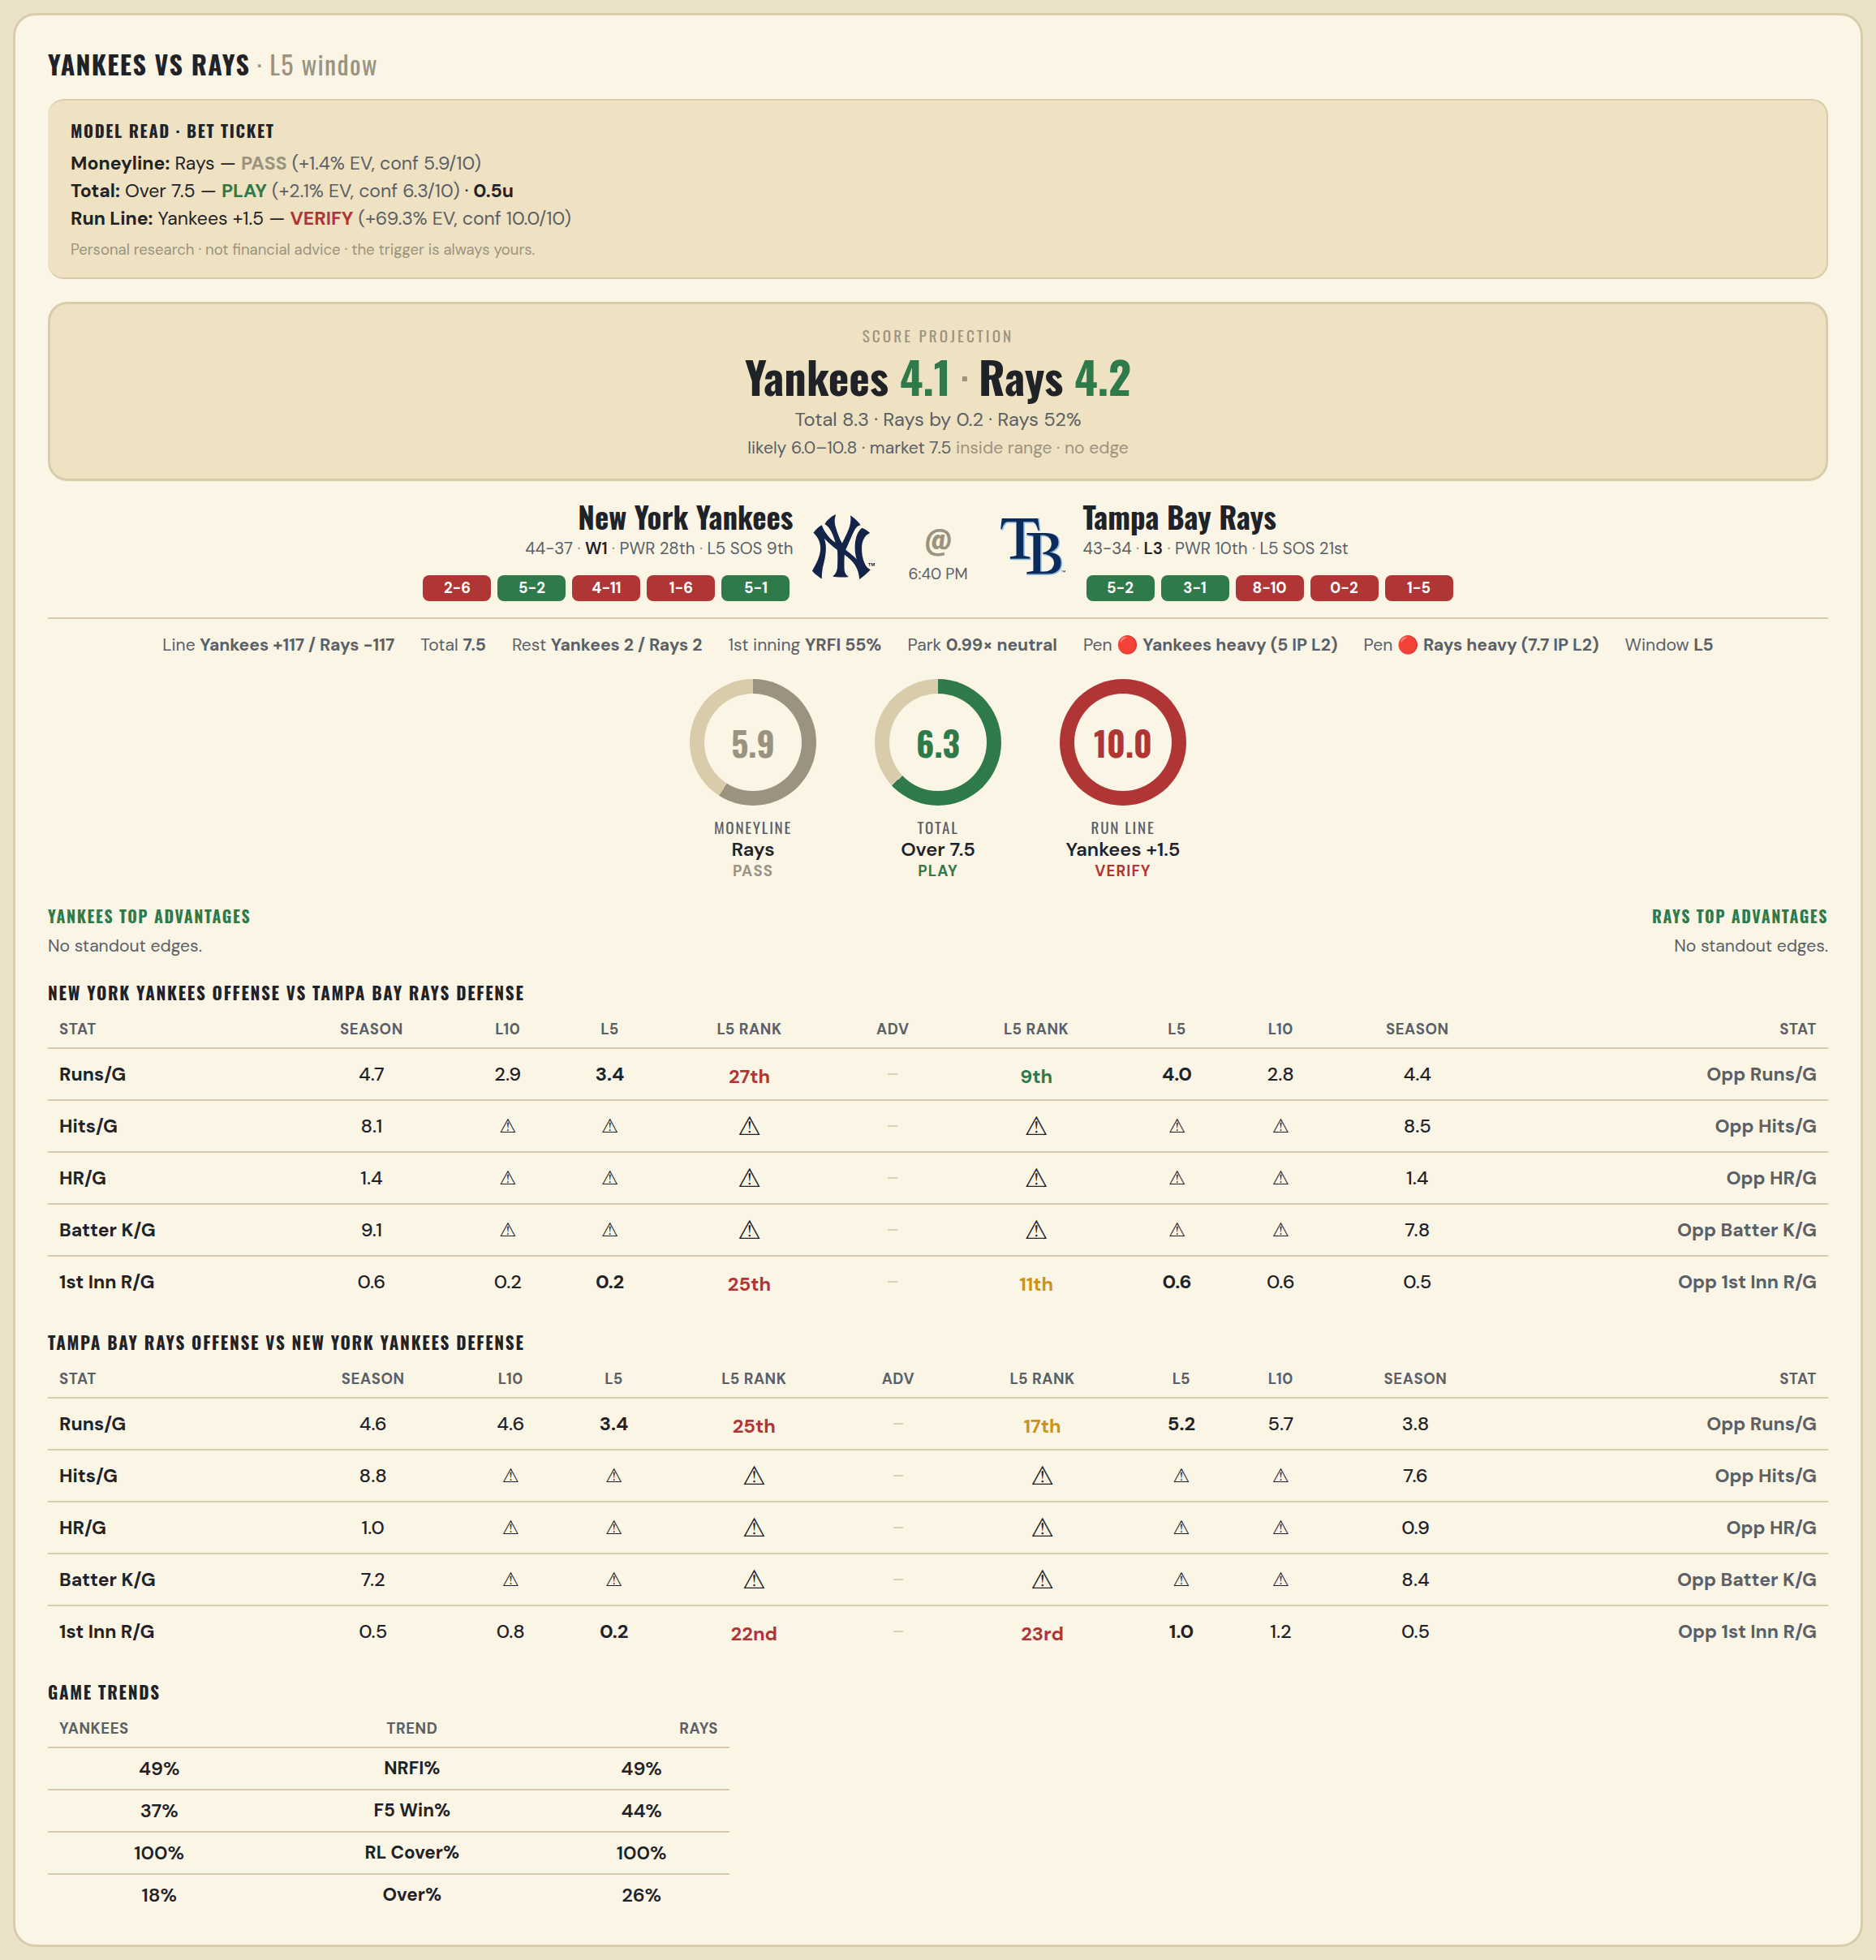 YANKEES VS RAYS · L5 window
MODEL READ · BET TICKET
Moneyline: Rays — PASS (+1.4% EV, conf 5.9/10)
Total: Over 7.5 — PLAY (+2.1% EV, conf 6.3/10) · 0.5u
Run Line: Yankees +1.5 — VERIFY (+69.3% EV, conf 10.0/10)
Personal research · not financial advice · the trigger is always yours.
SCORE PROJECTION
Yankees 4.1 · Rays 4.2
Total 8.3 · Rays by 0.2 · Rays 52%
likely 6.0–10.8 · market 7.5 inside range · no edge
New York Yankees
44-37 · W1 · PWR 28th · L5 SOS 9th
2-6 5-2 4-11 1-6 5-1
NY ™
@
6:40 PM
TB
Tampa Bay Rays
43-34 · L3 · PWR 10th · L5 SOS 21st
5-2 3-1 8-10 0-2 1-5
Line Yankees +117 / Rays -117 Total 7.5 Rest Yankees 2 / Rays 2 1st inning YRFI 55% Park 0.99× neutral Pen 🔴 Yankees heavy (5 IP L2) Pen 🔴 Rays heavy (7.7 IP L2) Window L5
5.9 6.3 10.0
MONEYLINE TOTAL RUN LINE
Rays Over 7.5 Yankees +1.5
PASS PLAY VERIFY
YANKEES TOP ADVANTAGES RAYS TOP ADVANTAGES
No standout edges. No standout edges.
NEW YORK YANKEES OFFENSE VS TAMPA BAY RAYS DEFENSE
STAT SEASON L10 L5 L5 RANK ADV L5 RANK L5 L10 SEASON STAT
Runs/G 4.7 2.9 3.4 27th — 9th 4.0 2.8 4.4 Opp Runs/G
Hits/G 8.1 ⚠ ⚠ ⚠ — ⚠ ⚠ ⚠ 8.5 Opp Hits/G
HR/G 1.4 ⚠ ⚠ ⚠ — ⚠ ⚠ ⚠ 1.4 Opp HR/G
Batter K/G 9.1 ⚠ ⚠ ⚠ — ⚠ ⚠ ⚠ 7.8 Opp Batter K/G
1st Inn R/G 0.6 0.2 0.2 25th — 11th 0.6 0.6 0.5 Opp 1st Inn R/G
TAMPA BAY RAYS OFFENSE VS NEW YORK YANKEES DEFENSE
STAT SEASON L10 L5 L5 RANK ADV L5 RANK L5 L10 SEASON STAT
Runs/G 4.6 4.6 3.4 25th — 17th 5.2 5.7 3.8 Opp Runs/G
Hits/G 8.8 ⚠ ⚠ ⚠ — ⚠ ⚠ ⚠ 7.6 Opp Hits/G
HR/G 1.0 ⚠ ⚠ ⚠ — ⚠ ⚠ ⚠ 0.9 Opp HR/G
Batter K/G 7.2 ⚠ ⚠ ⚠ — ⚠ ⚠ ⚠ 8.4 Opp Batter K/G
1st Inn R/G 0.5 0.8 0.2 22nd — 23rd 1.0 1.2 0.5 Opp 1st Inn R/G
GAME TRENDS
YANKEES TREND RAYS
49% NRFI% 49%
37% F5 Win% 44%
100% RL Cover% 100%
18% Over% 26%